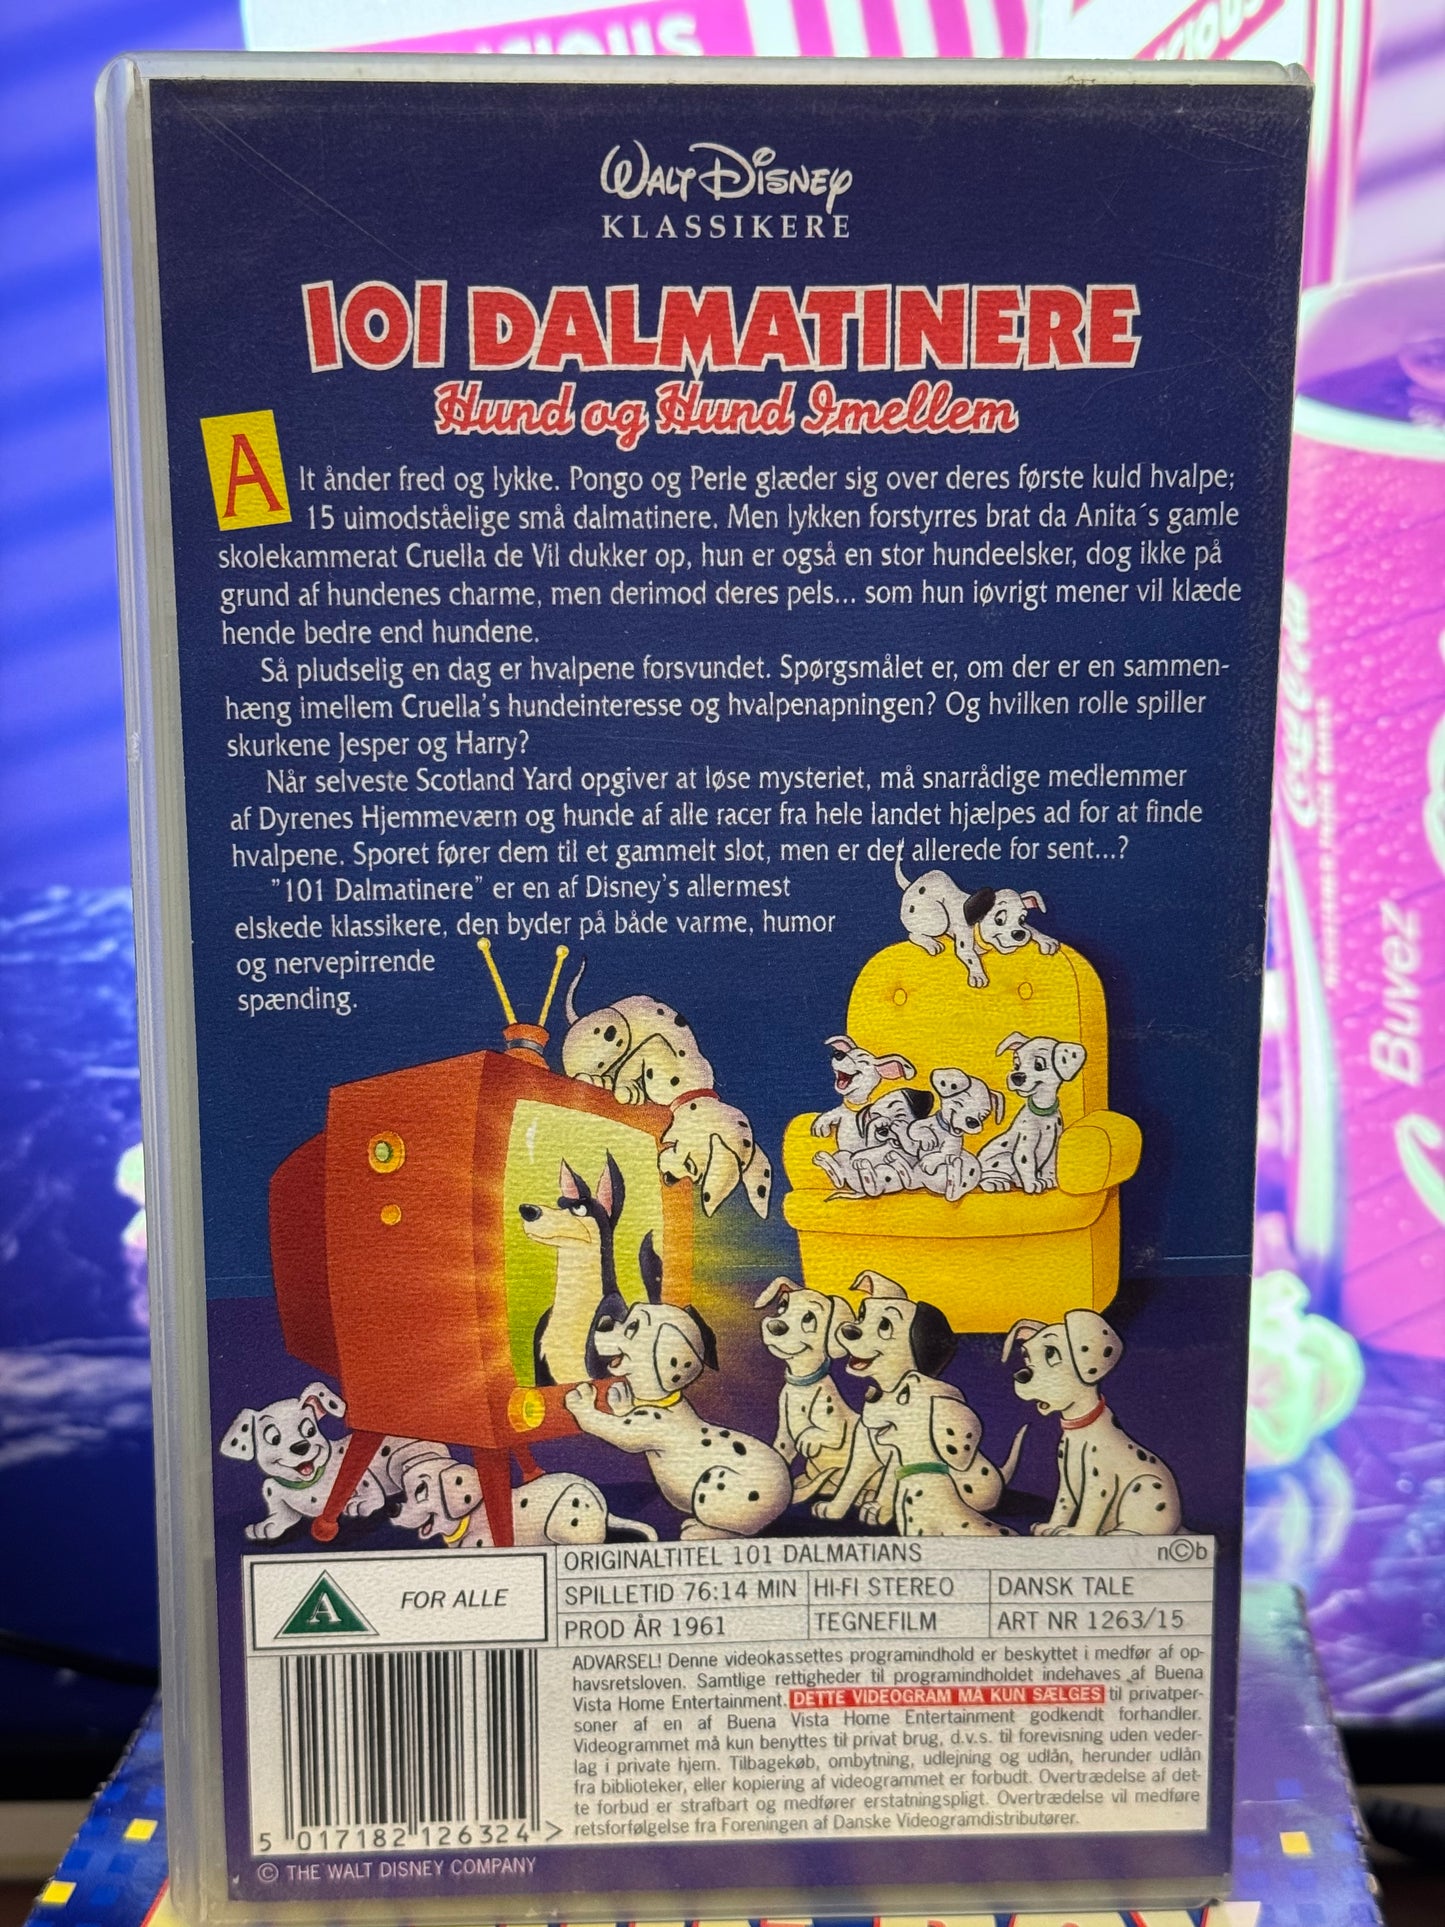 WALT DISNEY
KLASSIKERE
101 DALMATINERE
Hund og Hund Imellem
Alt ånder fred og lykke. Pongo og Perle glæder sig over deres første kuld hvalpe;
15 uimodståelige små dalmatinere. Men lykken forstyrres brat da Anita´s gamle
skolekammerat Cruella de Vil dukker op, hun er også en stor hundeelsker, dog ikke på
grund af hundenes charme, men derimod deres pels... som hun iøvrigt mener vil klæde
hende bedre end hundene.
Så pludselig en dag er hvalpene forsvundet. Spørgsmålet er, om der er en sammen-
hæng imellem Cruella's hundeinteresse og hvalpenapningen? Og hvilken rolle spiller
skurkene Jesper og Harry?
Når selveste Scotland Yard opgiver at løse mysteriet, må snarrådige medlemmer
af Dyrenes Hjemmeværn og hunde af alle racer fra hele landet hjælpes ad for at finde
hvalpene. Sporet fører dem til et gammelt slot, men er det allerede for sent...?
"101 Dalmatinere" er en af Disney's allermest
elskede klassikere, den byder på både varme, humor
og nervepirrende
spænding.
A FOR ALLE
ORIGINALTITEL 101 DALMATIANS n©b
SPILLETID 76:14 MIN HI-FI STEREO DANSK TALE
PROD ÅR 1961 TEGNEFILM ART NR 1263/15
ADVARSEL! Denne videokassettes programindhold er beskyttet i medfør af op-
havsretsloven. Samtlige rettigheder til programindholdet indehaves af Buena
Vista Home Entertainment. DETTE VIDEOGRAM MÅ KUN SÆLGES til privatper-
soner af en af Buena Vista Home Entertainment godkendt forhandler.
Videogrammet må kun benyttes til privat brug, d.v.s. til forevisning uden veder-
lag i private hjem. Tilbagekøb, ombytning, udlejning og udlån, herunder udlån
fra biblioteker, eller kopiering af videogrammet er forbudt. Overtrædelse af det-
te forbud er strafbart og medfører erstatningspligt. Overtrædelse vil medføre
retsforfølgelse fra Foreningen af Danske Videogramdistributører.
5 017182 126324 >
© THE WALT DISNEY COMPANY
Buvez